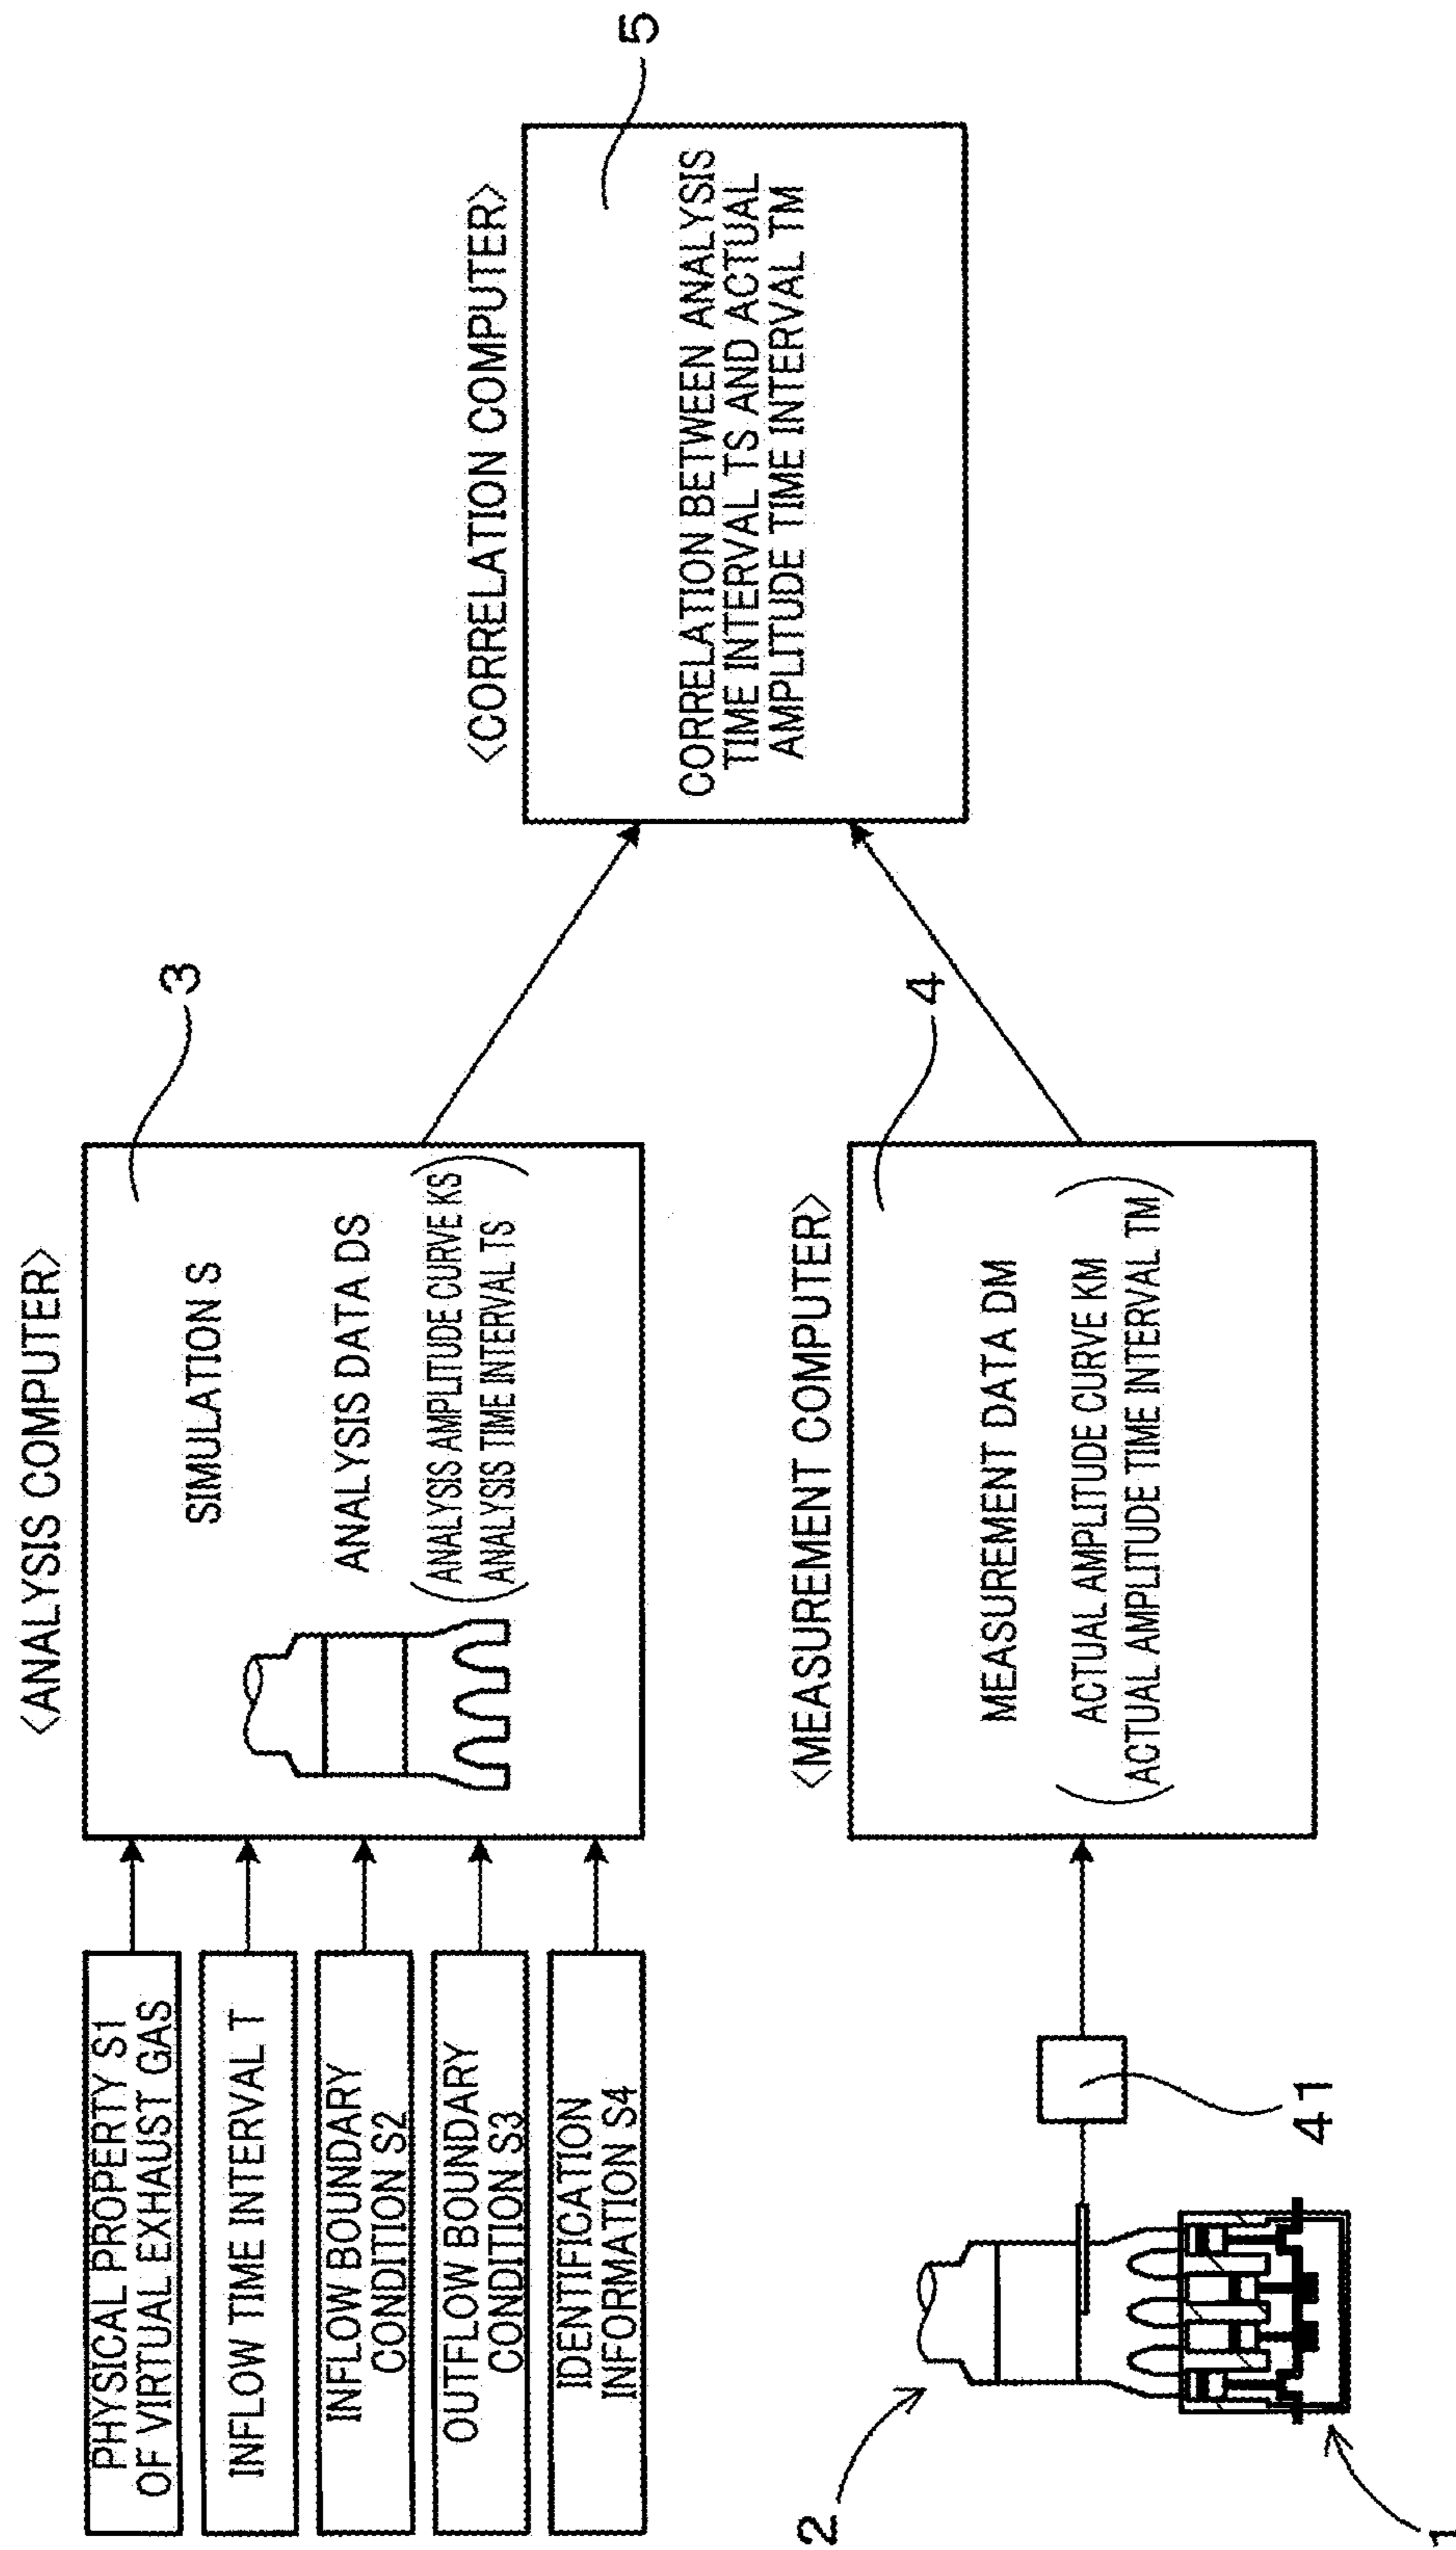 <ANALYSIS COMPUTER>
PHYSICAL PROPERTY S1
OF VIRTUAL EXHAUST GAS
INFLOW TIME INTERVAL T
INFLOW BOUNDARY
CONDITION S2
OUTFLOW BOUNDARY
CONDITION S3
IDENTIFICATION
INFORMATION S4
SIMULATION S
ANALYSIS DATA DS
(ANALYSIS AMPLITUDE CURVE KS
ANALYSIS TIME INTERVAL TS)
3
<CORRELATION COMPUTER>
CORRELATION BETWEEN ANALYSIS
TIME INTERVAL TS AND ACTUAL
AMPLITUDE TIME INTERVAL TM
5
<MEASUREMENT COMPUTER>
MEASUREMENT DATA DM
(ACTUAL AMPLITUDE CURVE KM
ACTUAL AMPLITUDE TIME INTERVAL TM)
4
2
41
1